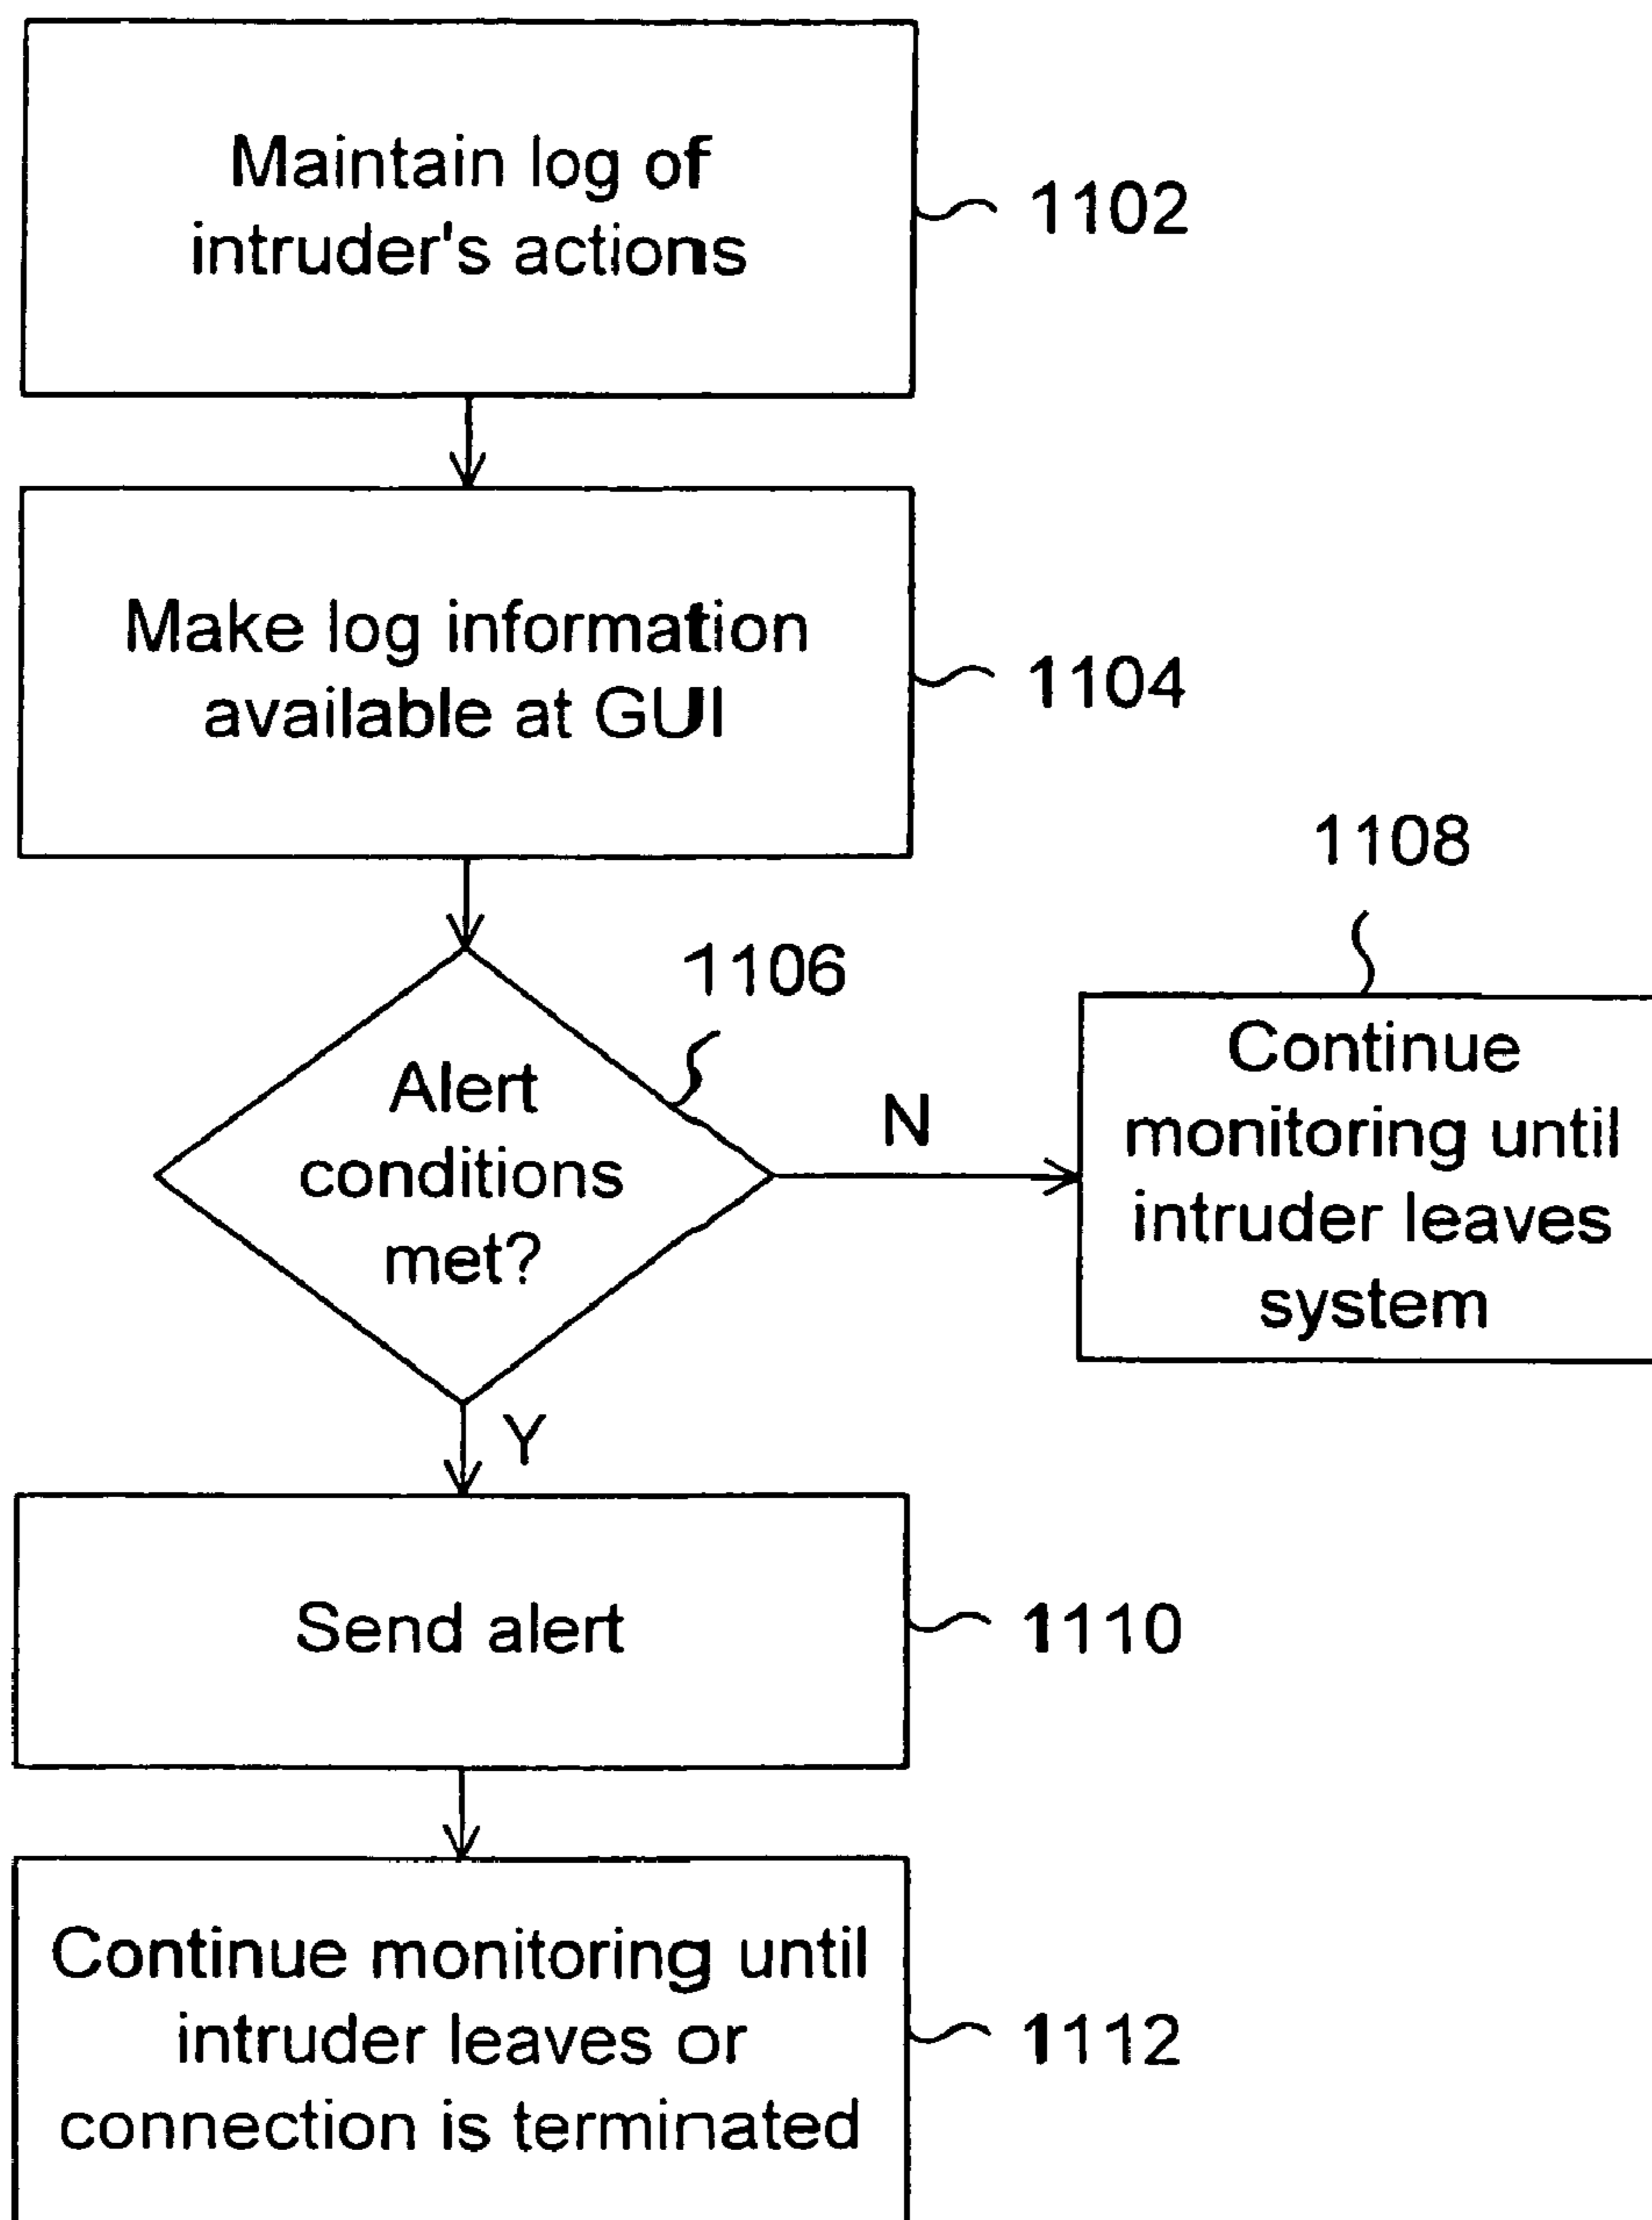 Maintain log of
intruder's actions
1102
Make log information
available at GUI
1104
1106
Alert
conditions
met?
N
1108
Continue
monitoring until
intruder leaves
system
Y
Send alert
1110
Continue monitoring until
intruder leaves or
connection is terminated
1112